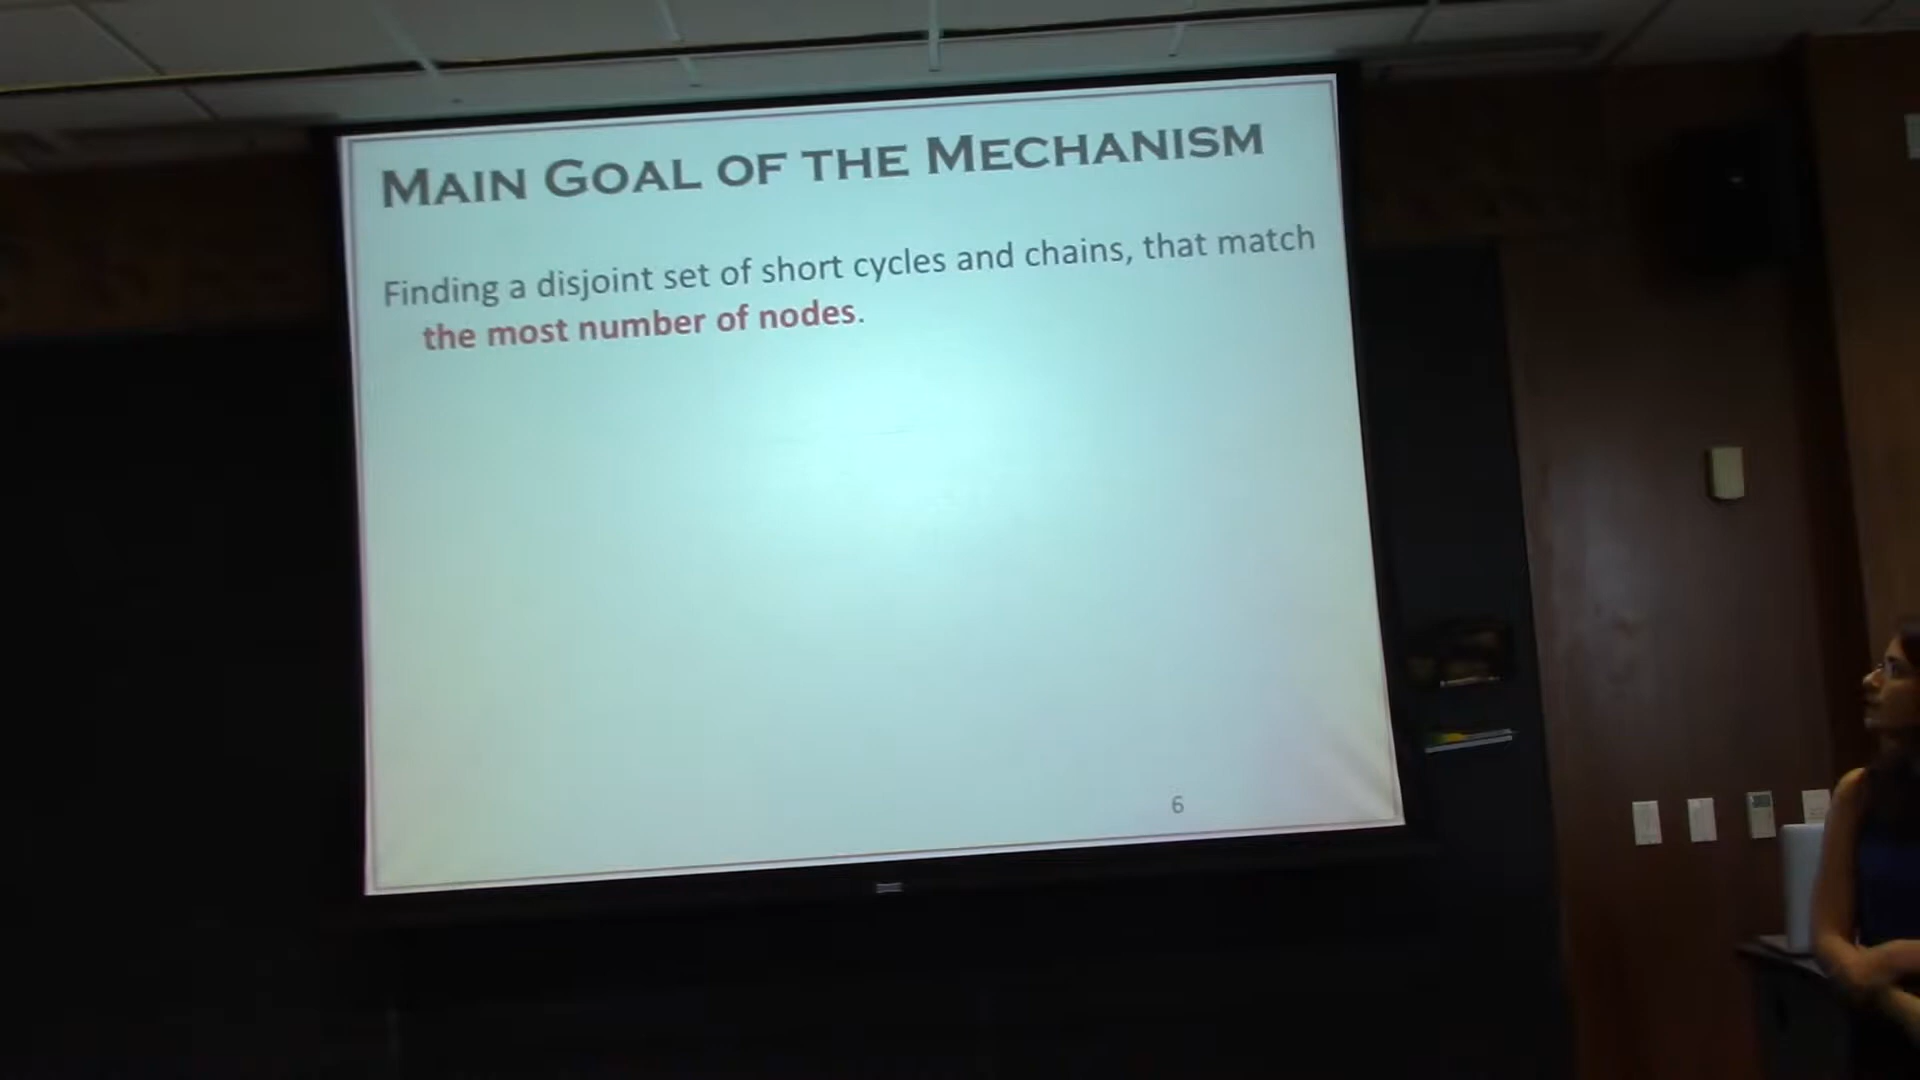 MAIN GOAL OF THE MECHANISM
Finding a disjoint set of short cycles and chains, that match
the most number of nodes.
6